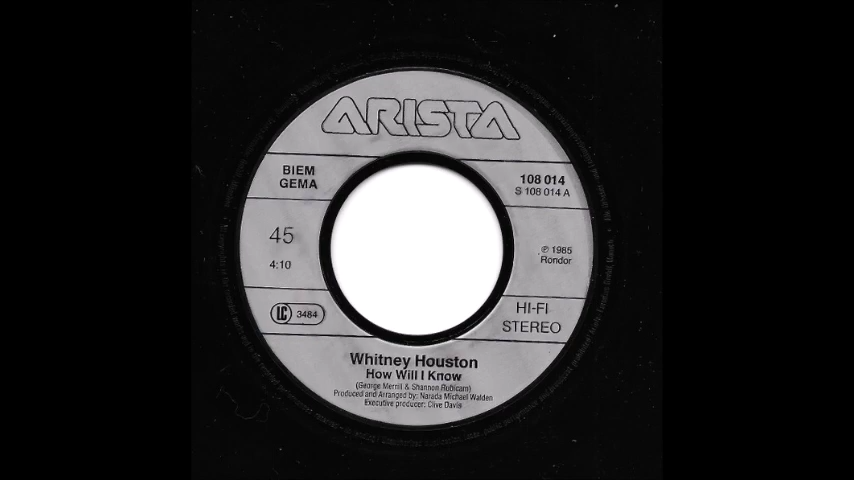 ARISTA
BIEM
GEMA
108 014
S 108 014 A
45
4:10
℗ 1985
Rondor
LC 3484
HI-FI
STEREO
Whitney Houston
How Will I Know
(George Merrill & Shannon Rubicam)
Produced and Arranged by: Narada Michael Walden
Executive producer: Clive Davis